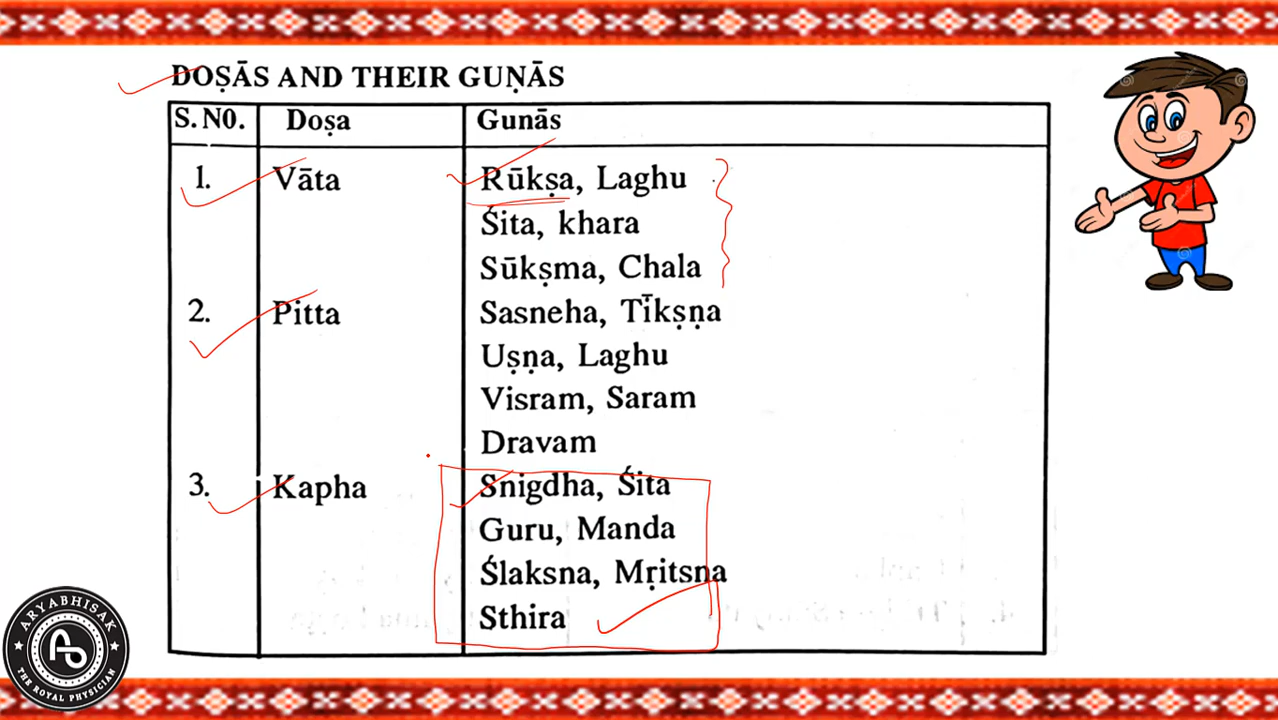 DOṢĀS AND THEIR GUṆĀS
S. N0. Doṣa Gunās
1. Vāta Rūkṣa, Laghu
Śita, khara
Sūkṣma, Chala
2. Pitta Sasneha, Tīkṣṇa
Uṣṇa, Laghu
Visram, Saram
Dravam
3. Kapha Snigdha, Śita
Guru, Manda
Ślaksna, Mṛitsna
Sthira
ARYABHISAK
THE ROYAL PHYSICIAN